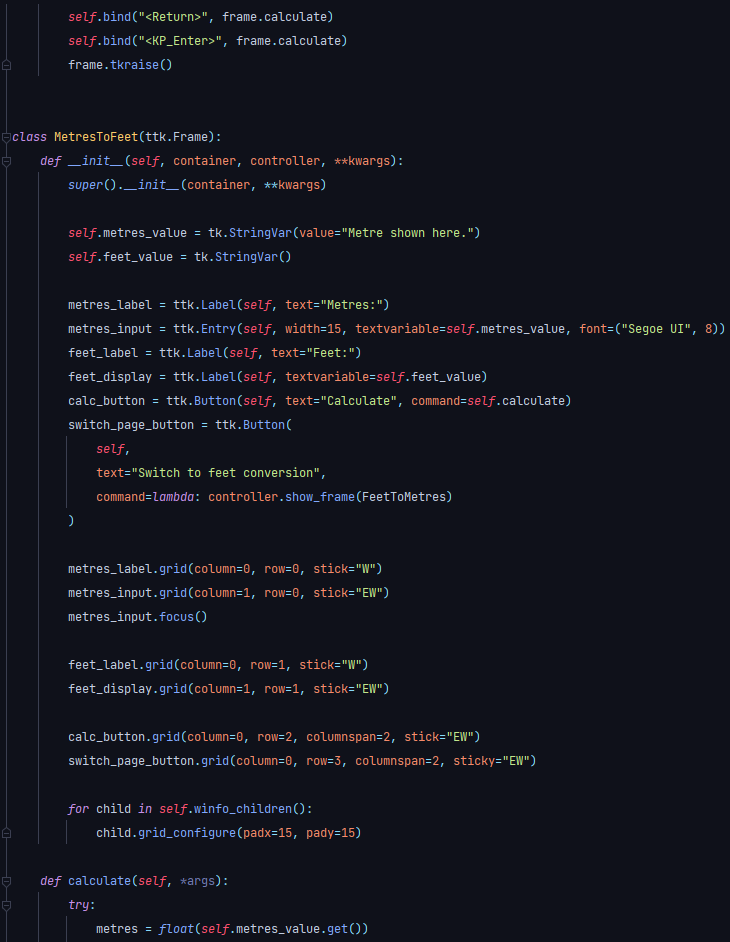 self.bind("<Return>", frame.calculate)
self.bind("<KP_Enter>", frame.calculate)
frame.tkraise()
class MetresToFeet(ttk.Frame):
def __init__(self, container, controller, **kwargs):
super().__init__(container, **kwargs)
self.metres_value = tk.StringVar(value="Metre shown here.")
self.feet_value = tk.StringVar()
metres_label = ttk.Label(self, text="Metres:")
metres_input = ttk.Entry(self, width=15, textvariable=self.metres_value, font=("Segoe UI", 8))
feet_label = ttk.Label(self, text="Feet:")
feet_display = ttk.Label(self, textvariable=self.feet_value)
calc_button = ttk.Button(self, text="Calculate", command=self.calculate)
switch_page_button = ttk.Button(
self,
text="Switch to feet conversion",
command=lambda: controller.show_frame(FeetToMetres)
)
metres_label.grid(column=0, row=0, stick="W")
metres_input.grid(column=1, row=0, stick="EW")
metres_input.focus()
feet_label.grid(column=0, row=1, stick="W")
feet_display.grid(column=1, row=1, stick="EW")
calc_button.grid(column=0, row=2, columnspan=2, stick="EW")
switch_page_button.grid(column=0, row=3, columnspan=2, sticky="EW")
for child in self.winfo_children():
child.grid_configure(padx=15, pady=15)
def calculate(self, *args):
try:
metres = float(self.metres_value.get())